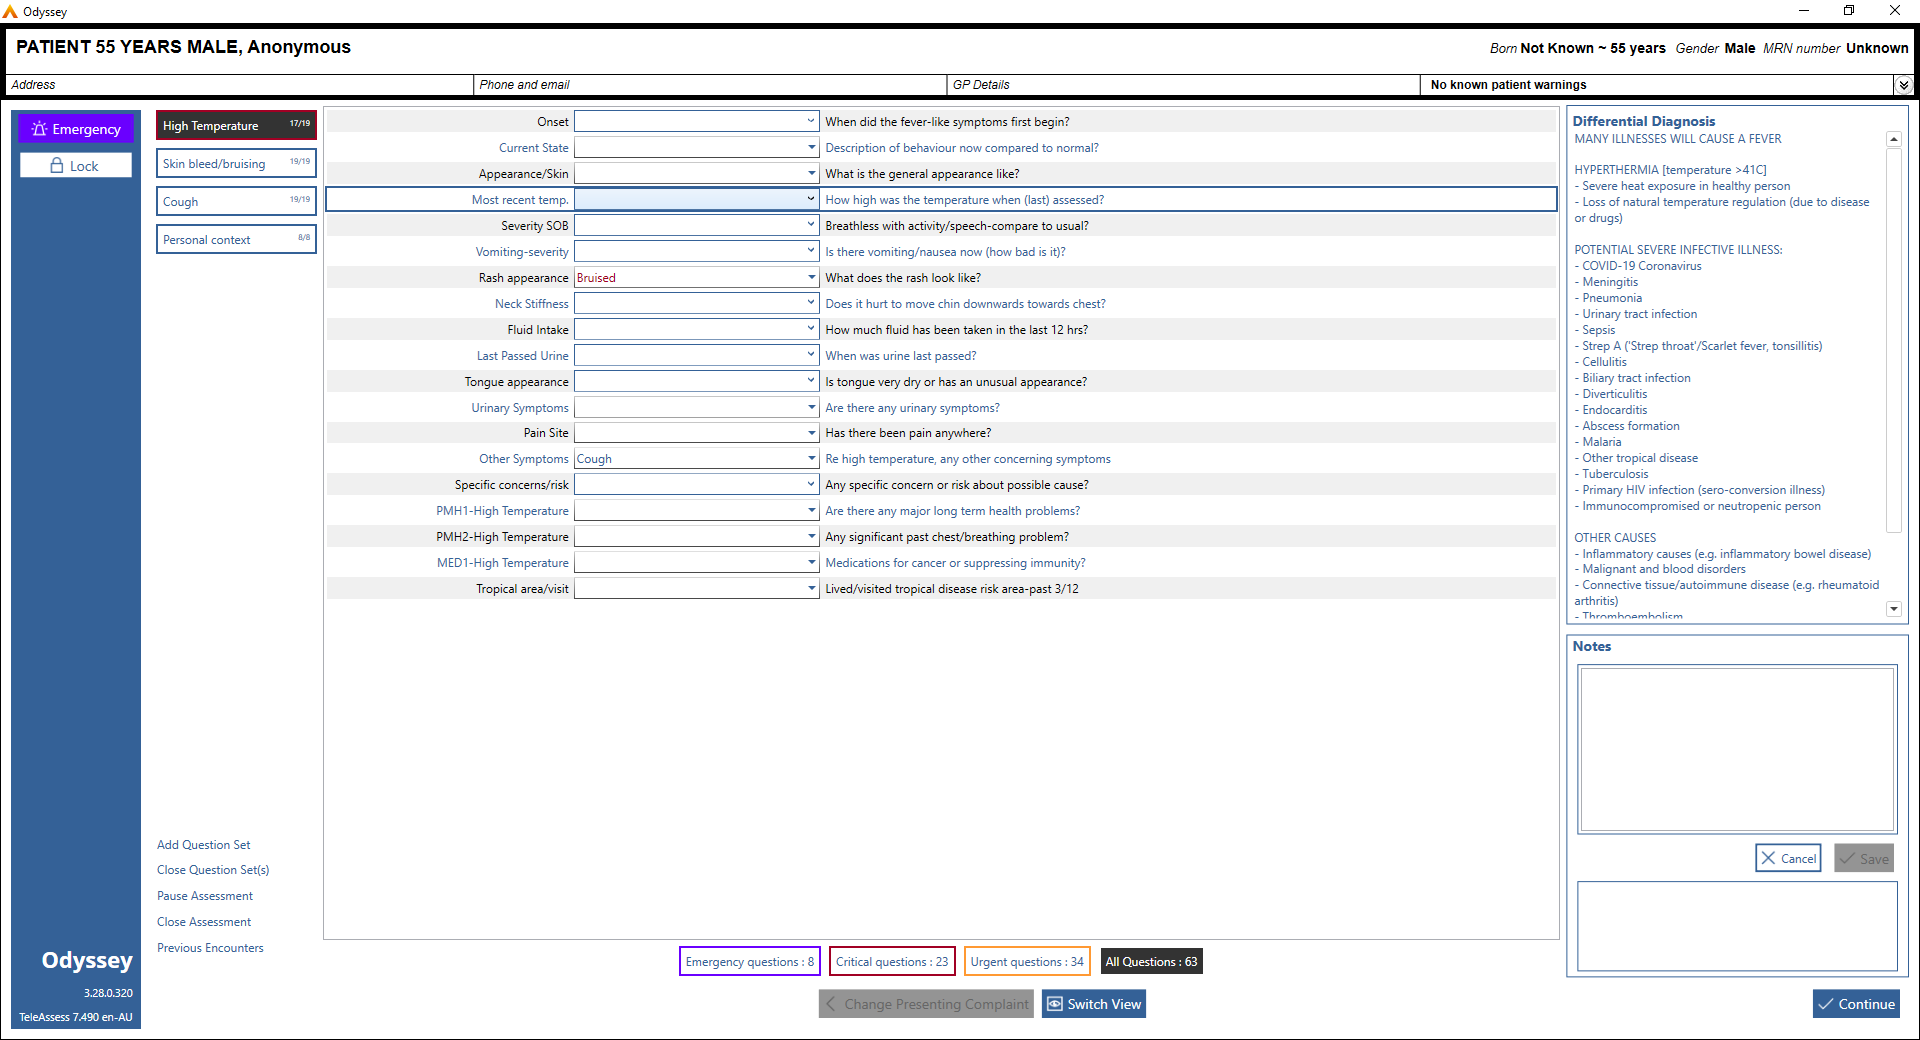 Odyssey
PATIENT 55 YEARS MALE, Anonymous
Born Not Known ~ 55 years Gender Male MRN number Unknown
Address
Phone and email
GP Details
No known patient warnings
Emergency
Lock
High Temperature 17/19
Skin bleed/bruising 19/19
Cough 19/19
Personal context 8/8
Onset When did the fever-like symptoms first begin?
Current State Description of behaviour now compared to normal?
Appearance/Skin What is the general appearance like?
Most recent temp. How high was the temperature when (last) assessed?
Severity SOB Breathless with activity/speech-compare to usual?
Vomiting-severity Is there vomiting/nausea now (how bad is it)?
Rash appearance Bruised What does the rash look like?
Neck Stiffness Does it hurt to move chin downwards towards chest?
Fluid Intake How much fluid has been taken in the last 12 hrs?
Last Passed Urine When was urine last passed?
Tongue appearance Is tongue very dry or has an unusual appearance?
Urinary Symptoms Are there any urinary symptoms?
Pain Site Has there been pain anywhere?
Other Symptoms Cough Re high temperature, any other concerning symptoms
Specific concerns/risk Any specific concern or risk about possible cause?
PMH1-High Temperature Are there any major long term health problems?
PMH2-High Temperature Any significant past chest/breathing problem?
MED1-High Temperature Medications for cancer or suppressing immunity?
Tropical area/visit Lived/visited tropical disease risk area-past 3/12
Differential Diagnosis
MANY ILLNESSES WILL CAUSE A FEVER
HYPERTHERMIA [temperature >41C]
- Severe heat exposure in healthy person
- Loss of natural temperature regulation (due to disease
or drugs)
POTENTIAL SEVERE INFECTIVE ILLNESS:
- COVID-19 Coronavirus
- Meningitis
- Pneumonia
- Urinary tract infection
- Sepsis
- Strep A ('Strep throat'/Scarlet fever, tonsillitis)
- Cellulitis
- Biliary tract infection
- Diverticulitis
- Endocarditis
- Abscess formation
- Malaria
- Other tropical disease
- Tuberculosis
- Primary HIV infection (sero-conversion illness)
- Immunocompromised or neutropenic person
OTHER CAUSES
- Inflammatory causes (e.g. inflammatory bowel disease)
- Malignant and blood disorders
- Connective tissue/autoimmune disease (e.g. rheumatoid
arthritis)
- Thromboembolism
Notes
Cancel
Save
Add Question Set
Close Question Set(s)
Pause Assessment
Close Assessment
Previous Encounters
Odyssey
3.28.0.320
TeleAssess 7.490 en-AU
Emergency questions : 8
Critical questions : 23
Urgent questions : 34
All Questions : 63
Change Presenting Complaint
Switch View
Continue